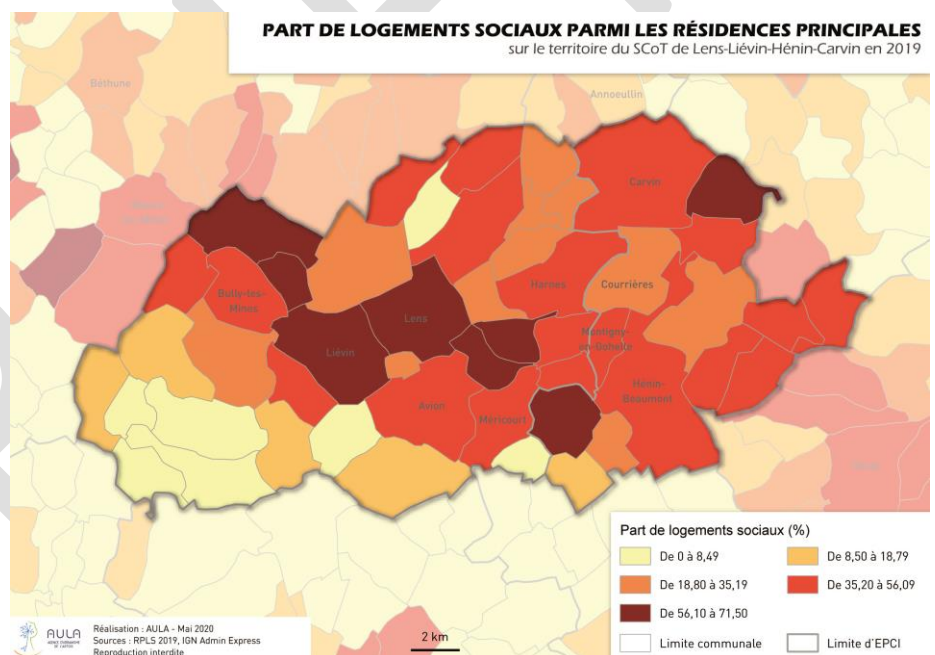 PART DE LOGEMENTS SOCIAUX PARMI LES RÉSIDENCES PRINCIPALES
sur le territoire du SCoT de Lens-Liévin-Hénin-Carvin en 2019
Béthune
Annoeullin
Carvin
Bully-les-
Mines
Harnes
Courrières
Lens
Liévin
Montigny-
en-Gohelle
Avion
Méricourt
Hénin-
Beaumont
Part de logements sociaux (%)
De 0 à 8,49
De 8,50 à 18,79
De 18,80 à 35,19
De 35,20 à 56,09
De 56,10 à 71,50
Limite communale
Limite d'EPCI
2 km
AULA
Réalisation : AULA - Mai 2020
Sources : RPLS 2019, IGN Admin Express
Reproduction interdite